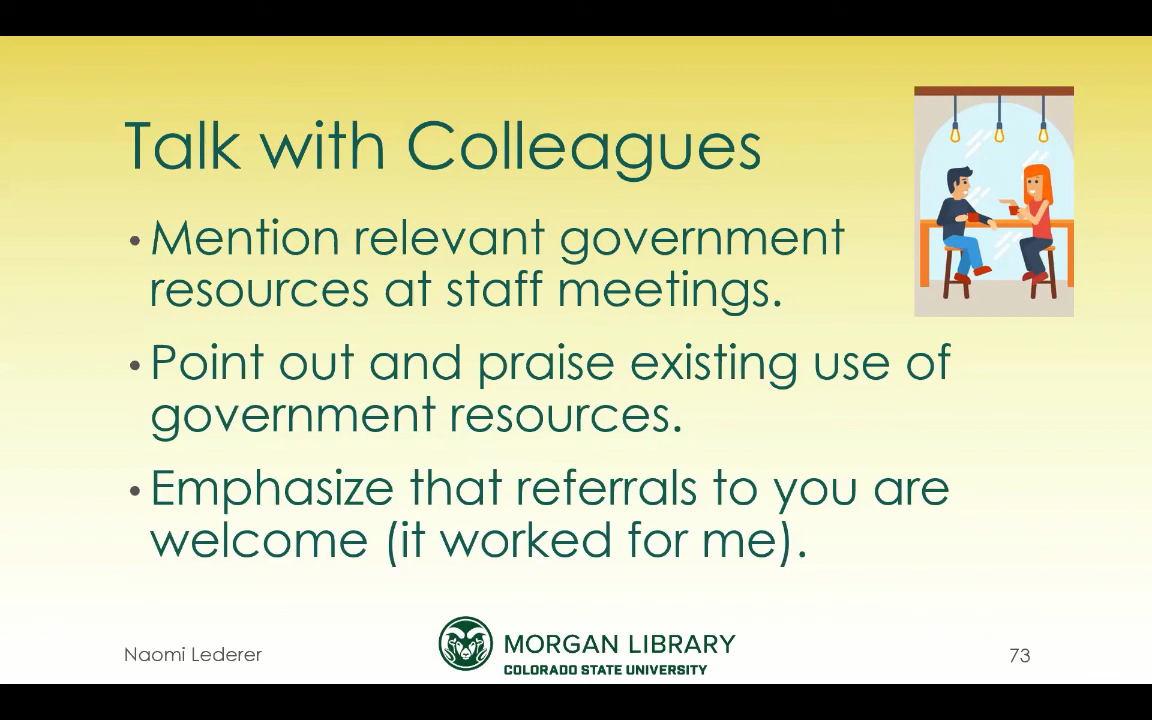 Talk with Colleagues
• Mention relevant government
resources at staff meetings.
• Point out and praise existing use of
government resources.
• Emphasize that referrals to you are
welcome (it worked for me).
Naomi Lederer
MORGAN LIBRARY
COLORADO STATE UNIVERSITY
73